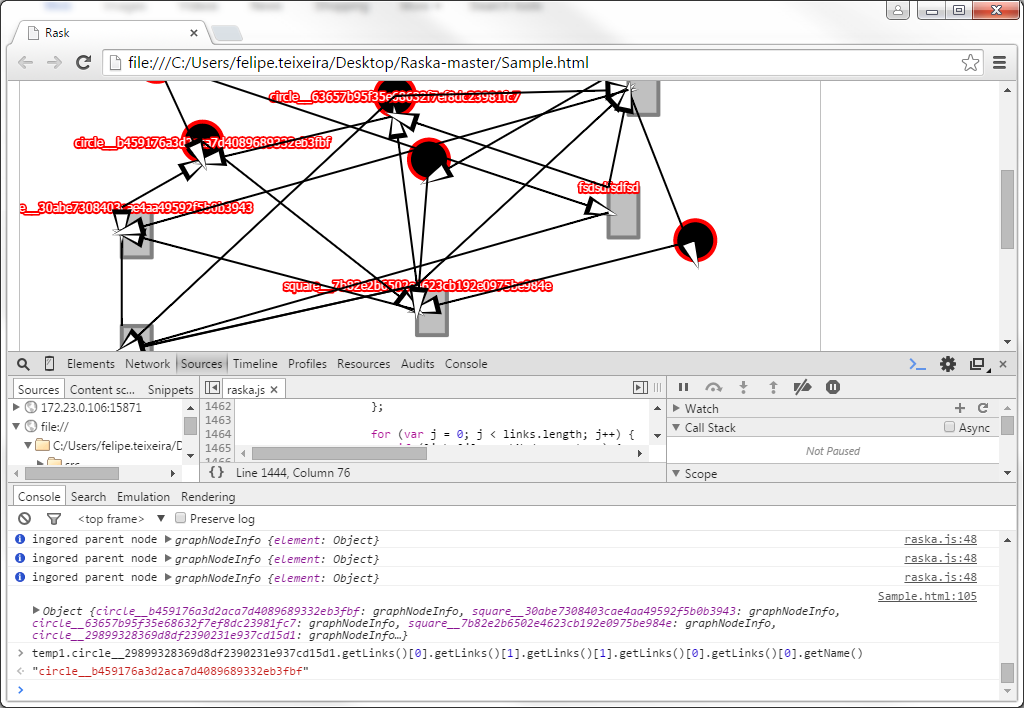 Rask
file:///C:/Users/felipe.teixeira/Desktop/Raska-master/Sample.html
circle__63657b95f35e68632f7ef8dc23981fc7
circle__b459176a3d2aca7d4089689332eb3fbf
fsdsdfsdfsd
e__30abe7308403cae4aa49592f5b0b3943
square__7b82e2b6502e4623cb192e0975be984e
Elements Network Sources Timeline Profiles Resources Audits Console
Sources Content sc... Snippets raska.js
172.23.0.106:15871
file://
C:/Users/felipe.teixeira/D
src
1462 };
1463
1464 for (var j = 0; j < links.length; j++) {
1465
1466
{} Line 1444, Column 76
Watch
Call Stack Async
Not Paused
Scope
Console Search Emulation Rendering
<top frame> Preserve log
ingored parent node graphNodeInfo {element: Object} raska.js:48
ingored parent node graphNodeInfo {element: Object} raska.js:48
ingored parent node graphNodeInfo {element: Object} raska.js:48
Sample.html:105
Object {circle__b459176a3d2aca7d4089689332eb3fbf: graphNodeInfo, square__30abe7308403cae4aa49592f5b0b3943: graphNodeInfo,
circle__63657b95f35e68632f7ef8dc23981fc7: graphNodeInfo, square__7b82e2b6502e4623cb192e0975be984e: graphNodeInfo,
circle__29899328369d8df2390231e937cd15d1: graphNodeInfo…}
> temp1.circle__29899328369d8df2390231e937cd15d1.getLinks()[0].getLinks()[1].getLinks()[1].getLinks()[0].getLinks()[0].getName()
"circle__b459176a3d2aca7d4089689332eb3fbf"
>